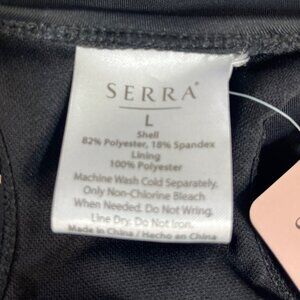 SERRA®
L
Shell
82% Polyester, 18% Spandex
Lining
100% Polyester
Machine Wash Cold Separately.
Only Non-Chlorine Bleach
When Needed. Do Not Wring.
Line Dry. Do Not Iron.
Made in China / Hecho en China